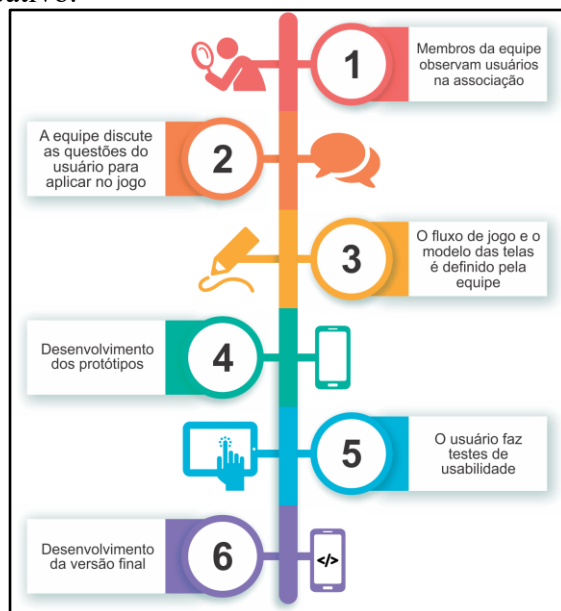 1
Membros da equipe
observam usuários
na associação
A equipe discute
as questões do
usuário para
aplicar no jogo
2
3
O fluxo de jogo e o
modelo das telas
é definido pela
equipe
Desenvolvimento
dos protótipos
4
5
O usuário faz
testes de
usabilidade
Desenvolvimento
da versão final
6
</>